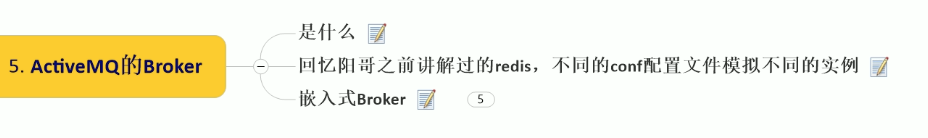 是什么
5. ActiveMQ的Broker
回忆阳哥之前讲解过的redis，不同的conf配置文件模拟不同的实例
嵌入式Broker
5